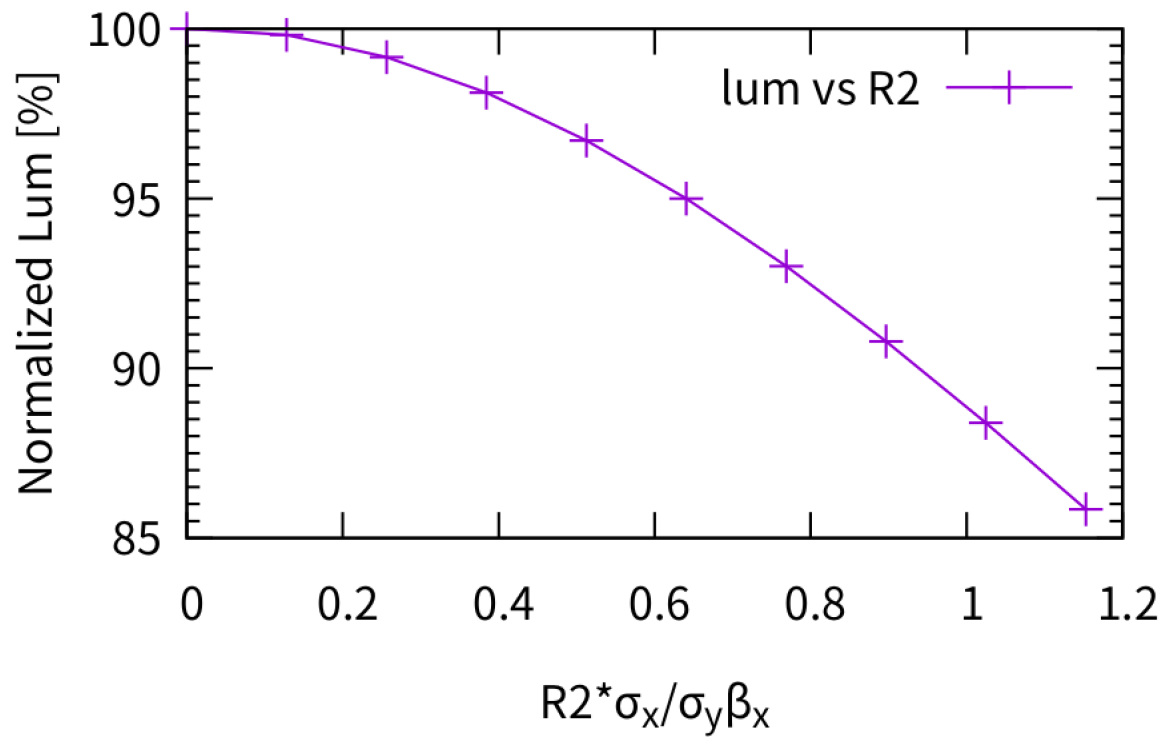 100
95
90
85
Normalized Lum [%]
lum vs R2
0 0.2 0.4 0.6 0.8 1 1.2
R2*σx/σyβx